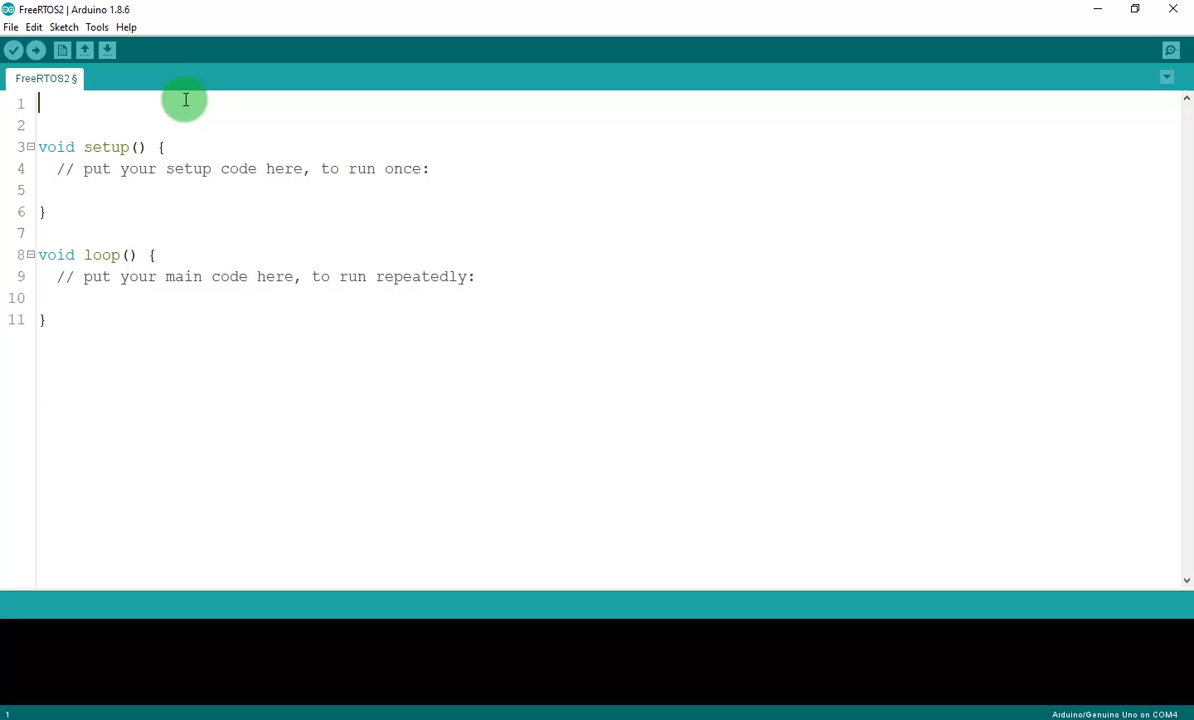 FreeRTOS2 | Arduino 1.8.6
File Edit Sketch Tools Help
FreeRTOS2 §
1
2
3 void setup() {
4 // put your setup code here, to run once:
5
6 }
7
8 void loop() {
9 // put your main code here, to run repeatedly:
10
11 }
1 Arduino/Genuino Uno on COM4